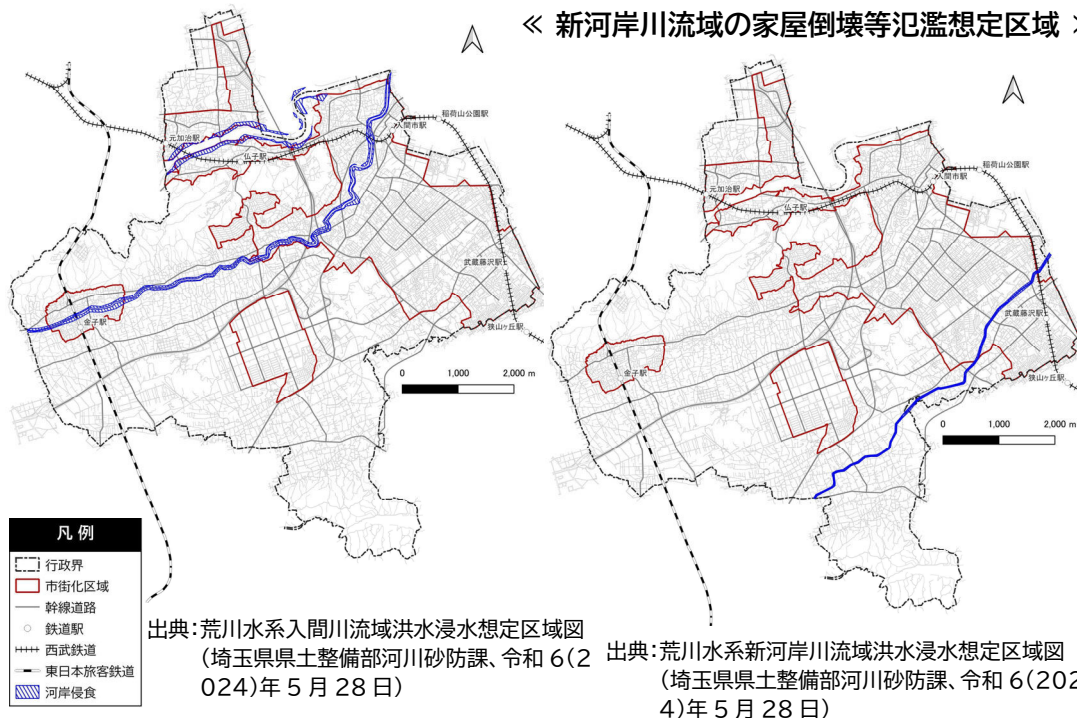 ≪ 新河岸川流域の家屋倒壊等氾濫想定区域
元加治駅
仏子駅
入間市駅
稲荷山公園駅
武蔵藤沢駅
狭山ヶ丘駅
金子駅
0 1,000 2,000 m
凡例
行政界
市街化区域
幹線道路
鉄道駅
西武鉄道
東日本旅客鉄道
河岸侵食
出典：荒川水系入間川流域洪水浸水想定区域図
（埼玉県県土整備部河川砂防課、令和 6(2
024)年 5 月 28 日）
元加治駅
仏子駅
入間市駅
稲荷山公園駅
武蔵藤沢駅
狭山ヶ丘駅
金子駅
0 1,000 2,000 m
出典：荒川水系新河岸川流域洪水浸水想定区域図
（埼玉県県土整備部河川砂防課、令和 6(202
4)年 5 月 28 日）